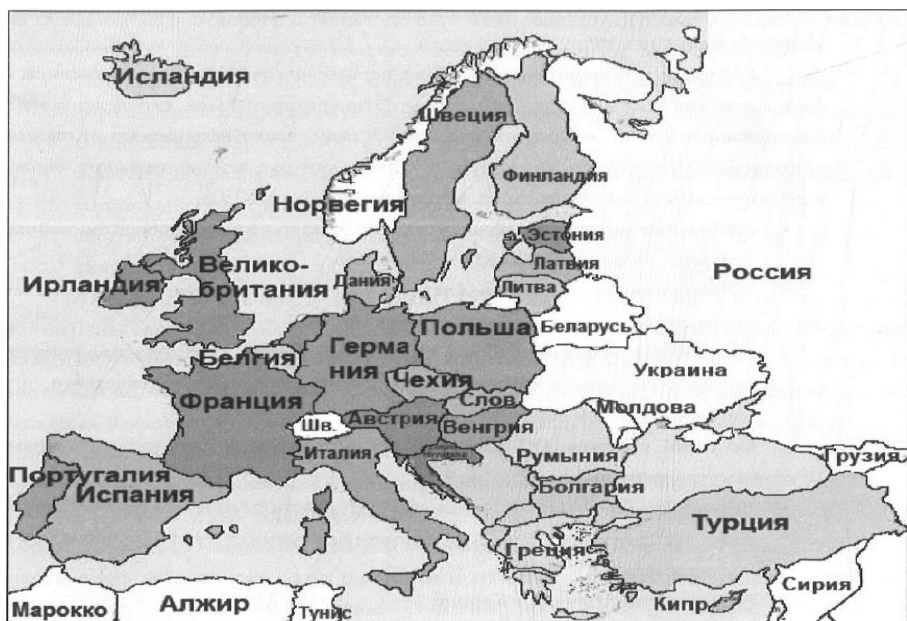 Исландия
Швеция
Финландия
Норвегия
Эстония
Велико-
британия
Ирландия
Латвия
Дания
Литва
Россия
Беларусь
Польша
Герма
ния
Белгия
Чехия
Украина
Франция
Слов
Молдова
Шв.
Австрия
Венгрия
Италия
Румыния
Грузия
Португалия
Испания
Болгария
Турция
Греция
Сирия
Кипр
Марокко
Алжир
Тунис